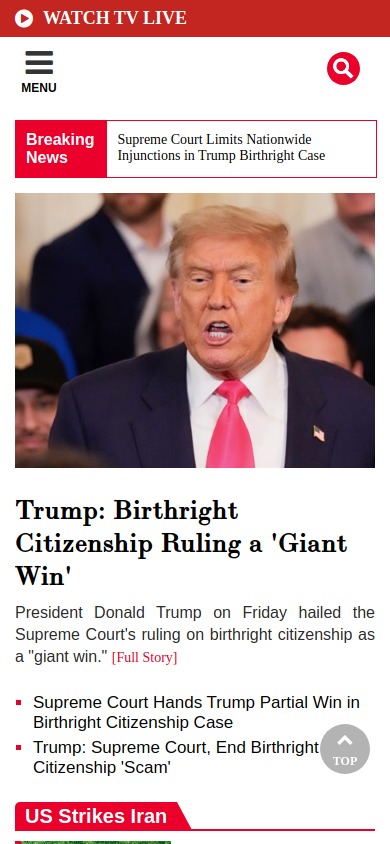 WATCH TV LIVE
MENU
Breaking
News
Supreme Court Limits Nationwide
Injunctions in Trump Birthright Case
Trump: Birthright
Citizenship Ruling a 'Giant
Win'
President Donald Trump on Friday hailed the
Supreme Court's ruling on birthright citizenship as
a "giant win." [Full Story]
Supreme Court Hands Trump Partial Win in
Birthright Citizenship Case
Trump: Supreme Court, End Birthright
Citizenship 'Scam'
TOP
US Strikes Iran